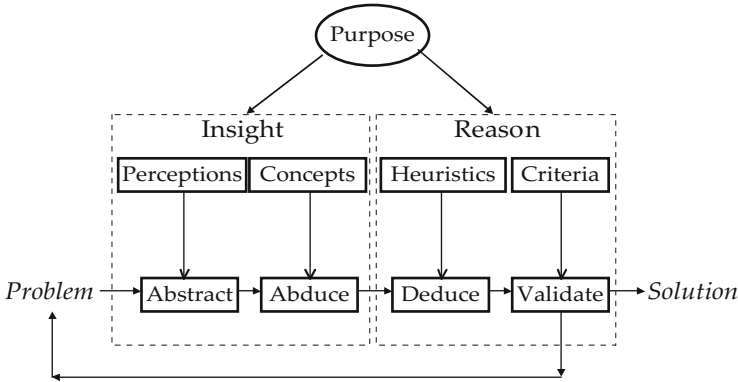 Purpose
Insight Reason
Perceptions Concepts Heuristics Criteria
Problem Abstract Abduce Deduce Validate Solution